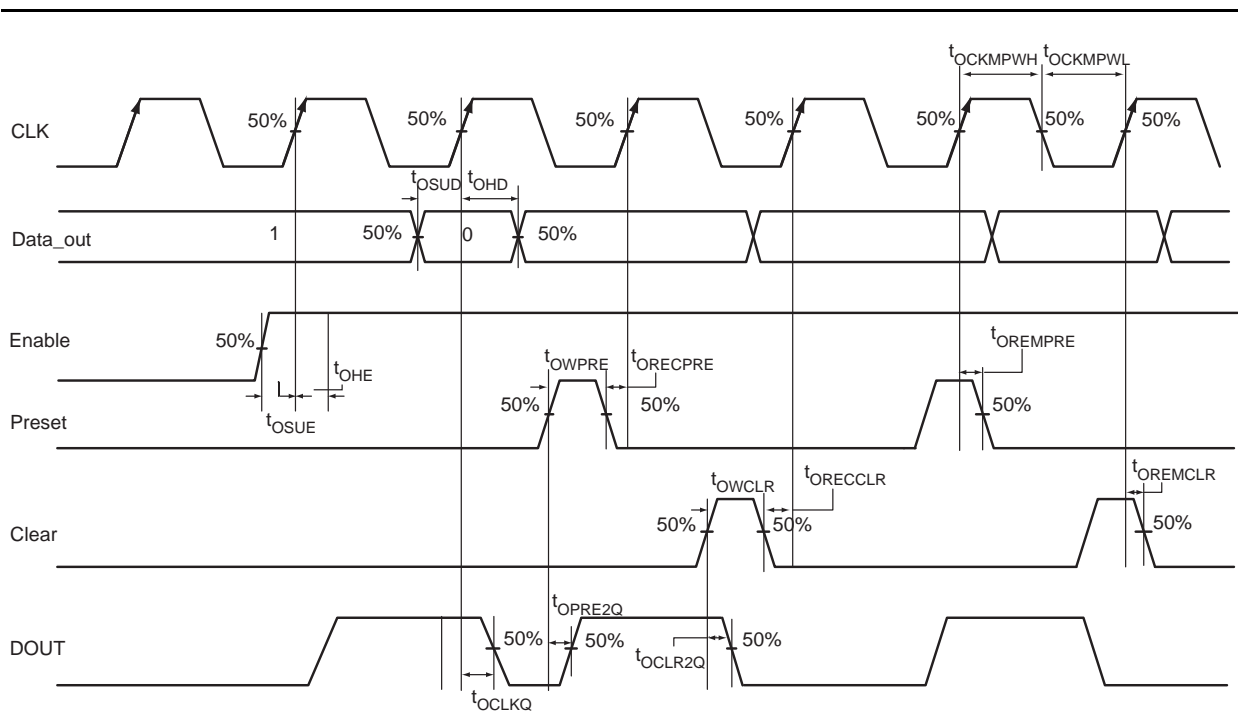 tOCKMPWH tOCKMPWL
CLK 50% 50% 50% 50% 50% 50% 50%
tOSUD tOHD
Data_out 1 50% 0 50%
Enable 50%
tOHE
tOSUE
tOWPRE tORECPRE tOREMPRE
Preset 50% 50% 50%
tOWCLR tORECCLR tOREMCLR
Clear 50% 50% 50%
tOPRE2Q
DOUT 50% 50% tOCLR2Q 50%
tOCLKQ